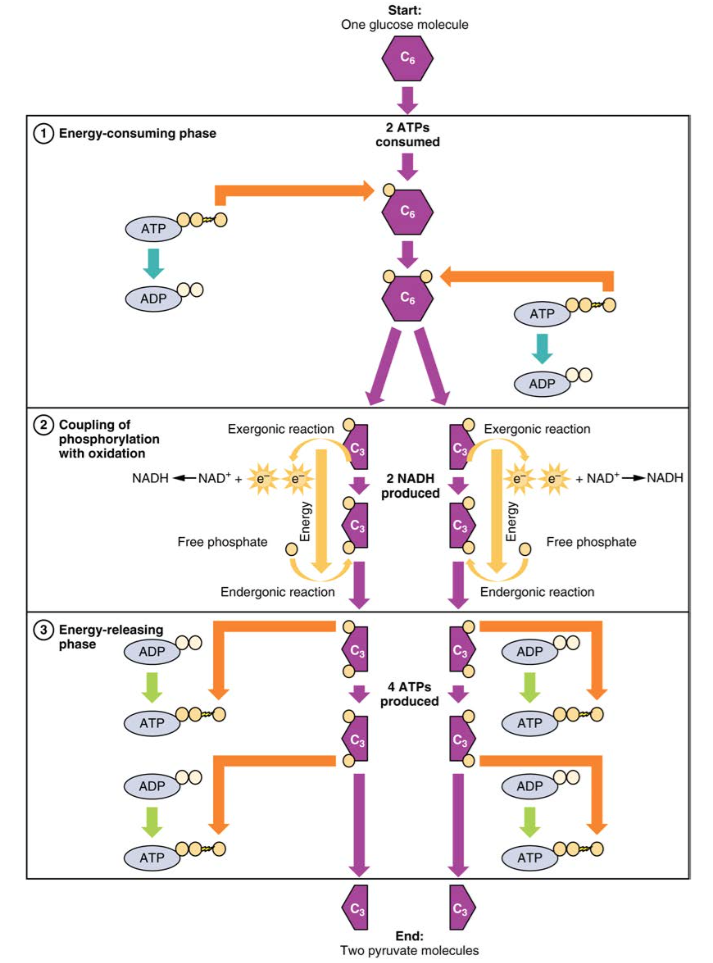 Start:
One glucose molecule
C₆
1 Energy-consuming phase
2 ATPs
consumed
C₆
ATP
ADP
C₆
ATP
ADP
2 Coupling of
phosphorylation
with oxidation
Exergonic reaction
Exergonic reaction
C₃
C₃
NADH NAD⁺ + e⁻ e⁻
2 NADH
produced
e⁻ e⁻ + NAD⁺ NADH
Energy
Energy
C₃
C₃
Free phosphate
Free phosphate
Endergonic reaction
Endergonic reaction
3 Energy-releasing
phase
ADP
C₃
C₃
ADP
4 ATPs
produced
ATP
ATP
C₃
C₃
ADP
ADP
ATP
ATP
C₃
C₃
End:
Two pyruvate molecules